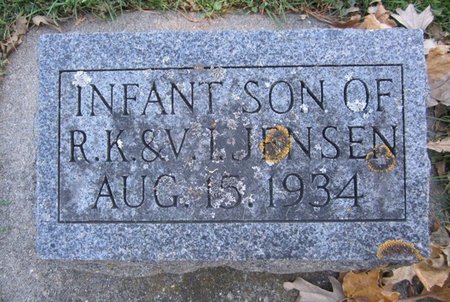 INFANT SON OF
R.K.&V.I.JENSEN
AUG. 15. 1934